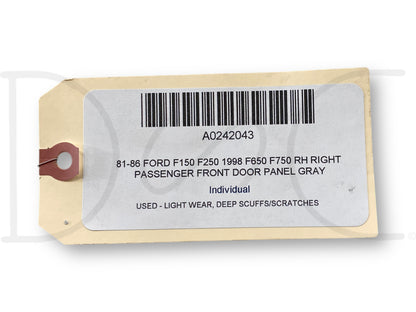 A0242043
81-86 FORD F150 F250 1998 F650 F750 RH RIGHT
PASSENGER FRONT DOOR PANEL GRAY
Individual
USED - LIGHT WEAR, DEEP SCUFFS/SCRATCHES